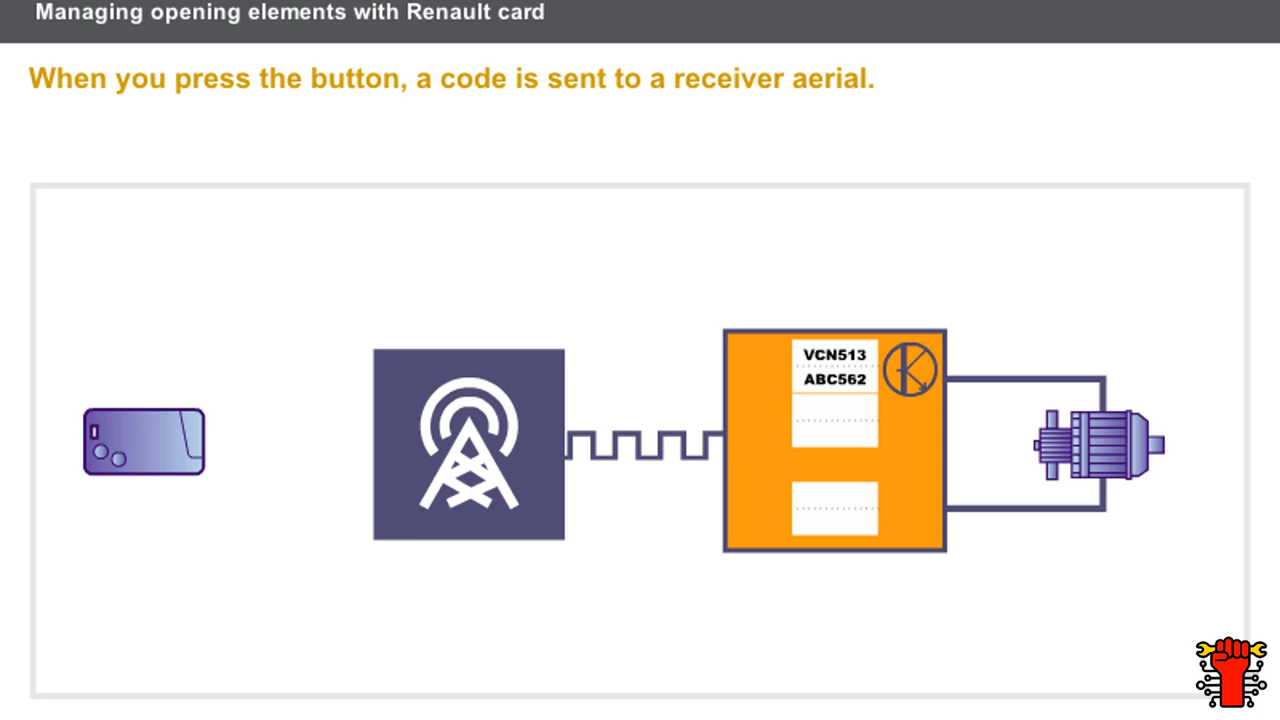 Managing opening elements with Renault card
When you press the button, a code is sent to a receiver aerial.
VCN513
ABC562